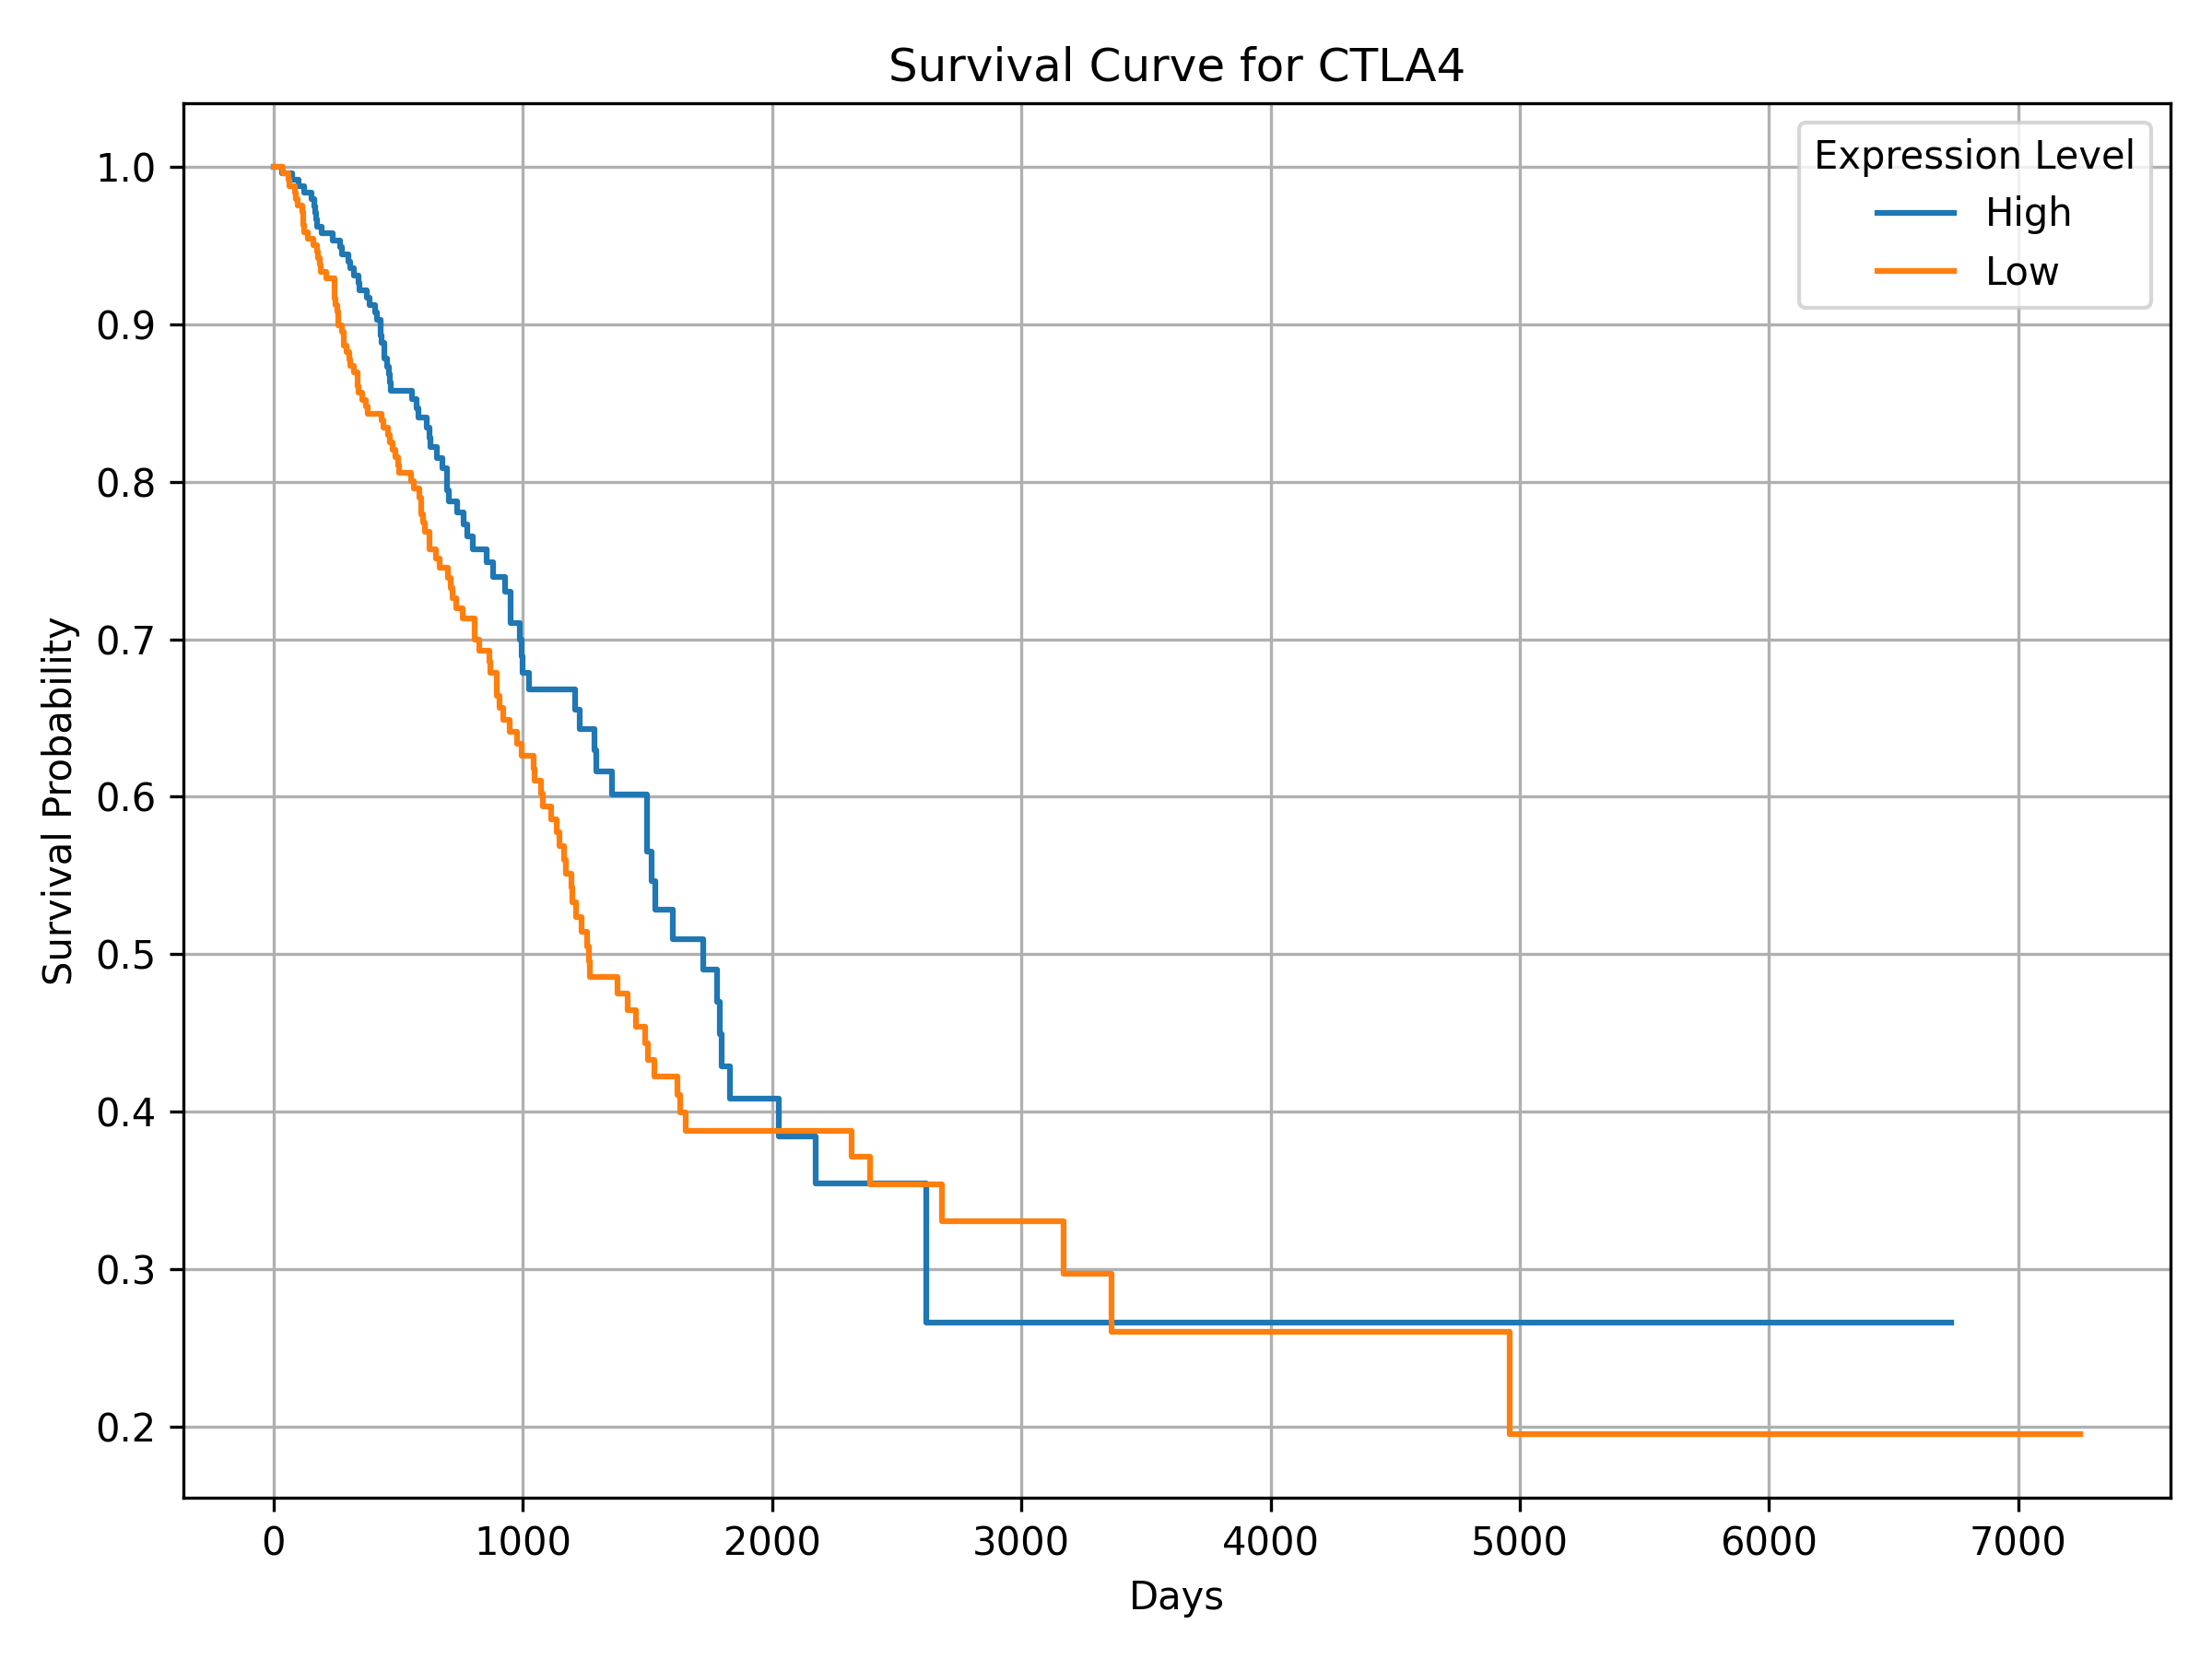 Survival Curve for CTLA4
Expression Level
High
Low
Survival Probability
1.0
0.9
0.8
0.7
0.6
0.5
0.4
0.3
0.2
0 1000 2000 3000 4000 5000 6000 7000
Days